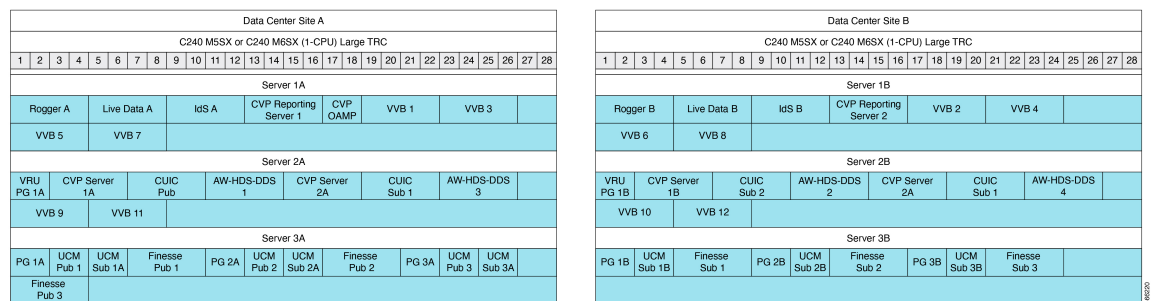 Data Center Site A
C240 M5SX or C240 M6SX (1-CPU) Large TRC
1 2 3 4 5 6 7 8 9 10 11 12 13 14 15 16 17 18 19 20 21 22 23 24 25 26 27 28
Server 1A
Rogger A
Live Data A
IdS A
CVP Reporting
Server 1
CVP
OAMP
VVB 1
VVB 3
VVB 5
VVB 7
Server 2A
VRU
PG 1A
CVP Server
1A
CUIC
Pub
AW-HDS-DDS
1
CVP Server
2A
CUIC
Sub 1
AW-HDS-DDS
3
VVB 9
VVB 11
Server 3A
PG 1A
UCM
Pub 1
UCM
Sub 1A
Finesse
Pub 1
PG 2A
UCM
Pub 2
UCM
Sub 2A
Finesse
Pub 2
PG 3A
UCM
Pub 3
UCM
Sub 3A
Finesse
Pub 3
Data Center Site B
C240 M5SX or C240 M6SX (1-CPU) Large TRC
1 2 3 4 5 6 7 8 9 10 11 12 13 14 15 16 17 18 19 20 21 22 23 24 25 26 27 28
Server 1B
Rogger B
Live Data B
IdS B
CVP Reporting
Server 2
VVB 2
VVB 4
VVB 6
VVB 8
Server 2B
VRU
PG 1B
CVP Server
1B
CUIC
Sub 2
AW-HDS-DDS
2
CVP Server
2A
CUIC
Sub 1
AW-HDS-DDS
4
VVB 10
VVB 12
Server 3B
PG 1B
UCM
Sub 1B
Finesse
Sub 1
PG 2B
UCM
Sub 2B
Finesse
Sub 2
PG 3B
UCM
Sub 3B
Finesse
Sub 3